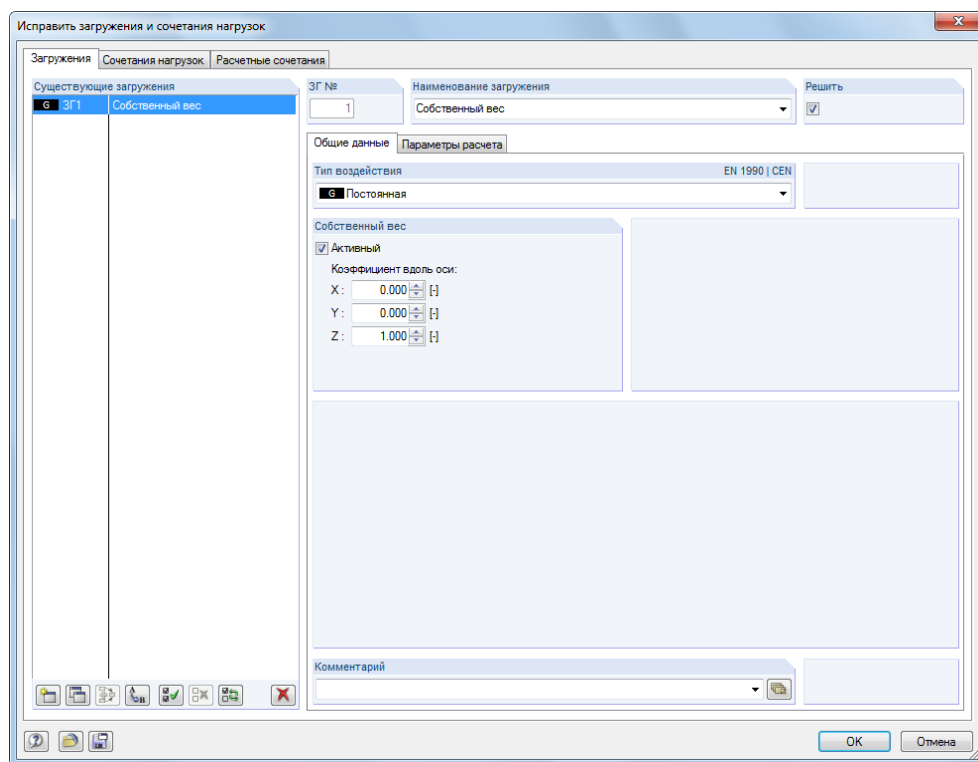 Исправить загружения и сочетания нагрузок
Загружения Сочетания нагрузок Расчетные сочетания
Существующие загружения
G ЗГ1 Собственный вес
ЗГ №
1
Наименование загружения
Собственный вес
Решить
Общие данные Параметры расчета
Тип воздействия EN 1990 | CEN
G Постоянная
Собственный вес
Активный
Коэффициент вдоль оси:
X : 0.000 [-]
Y : 0.000 [-]
Z : 1.000 [-]
Комментарий
OK Отмена